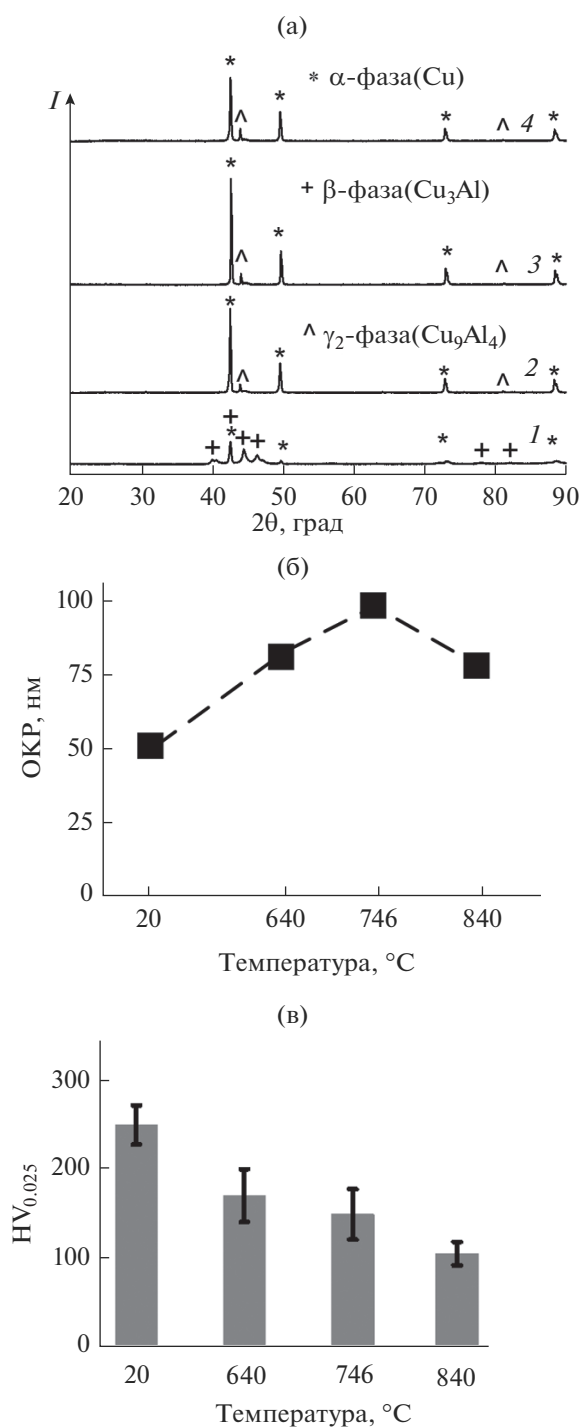 (а)
I
* α-фаза(Cu)
4
+ β-фаза(Cu₃Al)
3
^ γ₂-фаза(Cu₉Al₄)
2
1
20 30 40 50 60 70 80 90
2θ, град
(б)
100
75
50
25
0
ОКР, нм
20 640 746 840
Температура, °C
(в)
300
200
100
0
HV₀.₀₂₅
20 640 746 840
Температура, °C